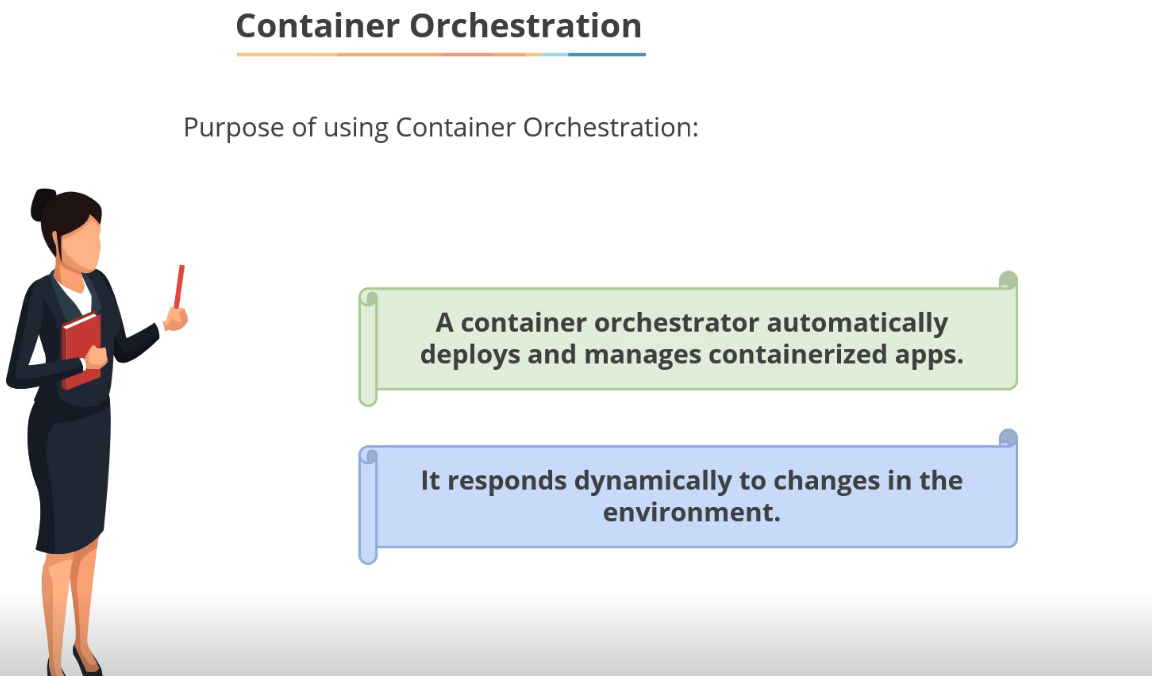 Container Orchestration
Purpose of using Container Orchestration:
A container orchestrator automatically
deploys and manages containerized apps.
It responds dynamically to changes in the
environment.